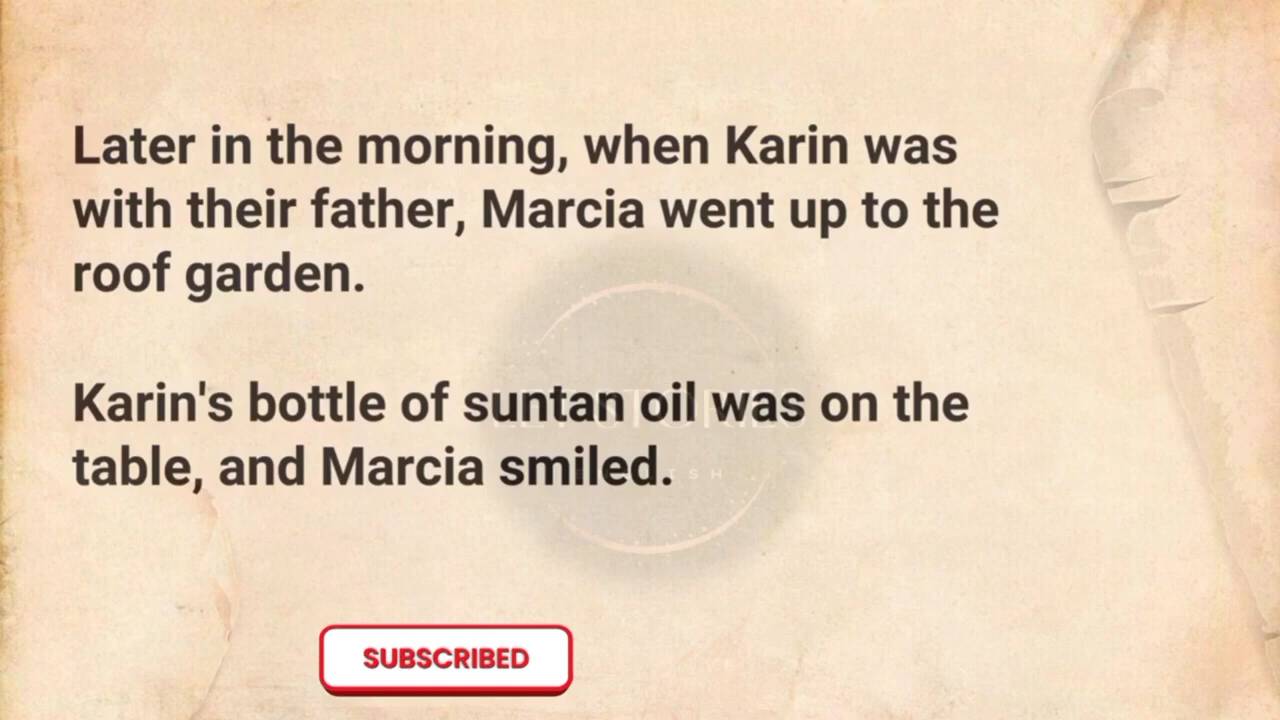 Later in the morning, when Karin was
with their father, Marcia went up to the
roof garden.
Karin's bottle of suntan oil was on the
table, and Marcia smiled.
SUBSCRIBED